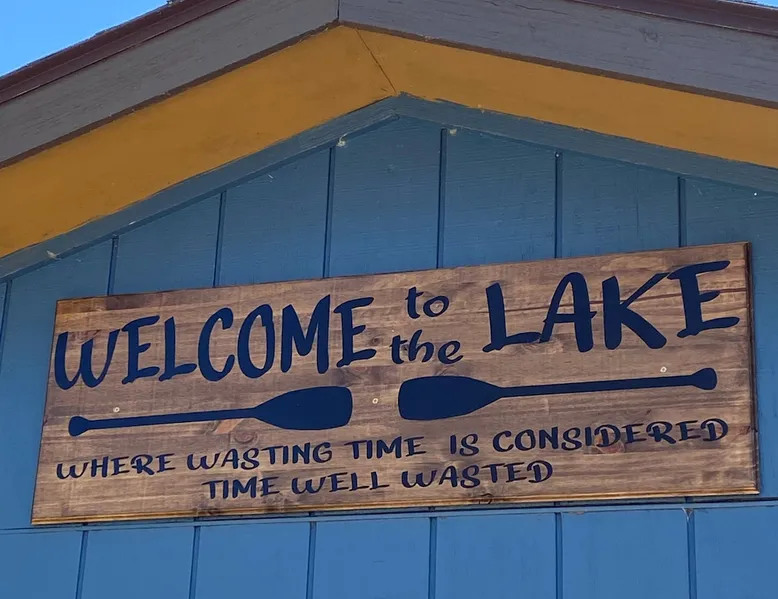 WELCOME to the LAKE
WHERE WASTING TIME IS CONSIDERED
TIME WELL WASTED